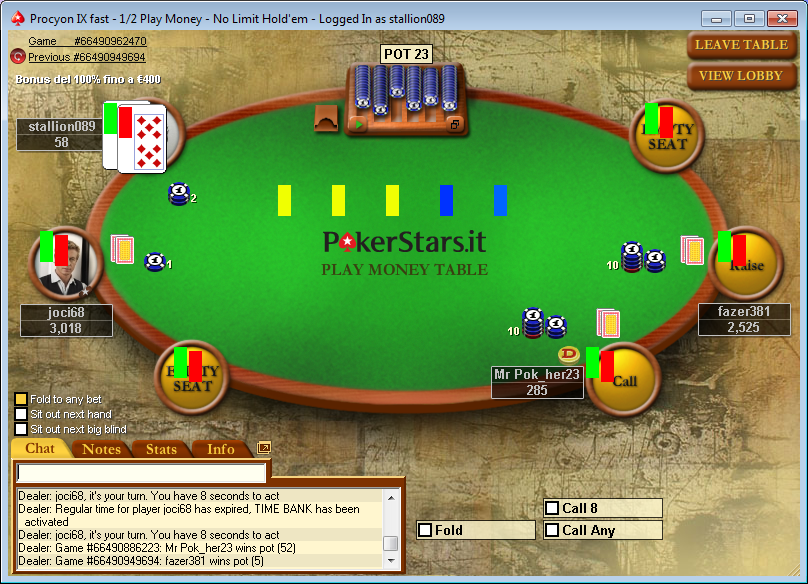 Procyon IX fast - 1/2 Play Money - No Limit Hold'em - Logged In as stallion089
Game #66490962470
Previous #66490949694
Bonus del 100% fino a €400
POT 23
LEAVE TABLE
VIEW LOBBY
stallion089
58
SEAT
2
PokerStars.it
PLAY MONEY TABLE
1
10
Raise
joci68
3,018
fazer381
2,525
10
D
SEAT
Mr Pok_her23
285
Call
Fold to any bet
Sit out next hand
Sit out next big blind
Chat Notes Stats Info
Dealer: joci68, it's your turn. You have 8 seconds to act
Dealer: Regular time for player joci68 has expired, TIME BANK has been
activated
Dealer: joci68, it's your turn. You have 8 seconds to act
Dealer: Game #66490886223: Mr Pok_her23 wins pot (52)
Dealer: Game #66490949694: fazer381 wins pot (5)
Call 8
Fold
Call Any